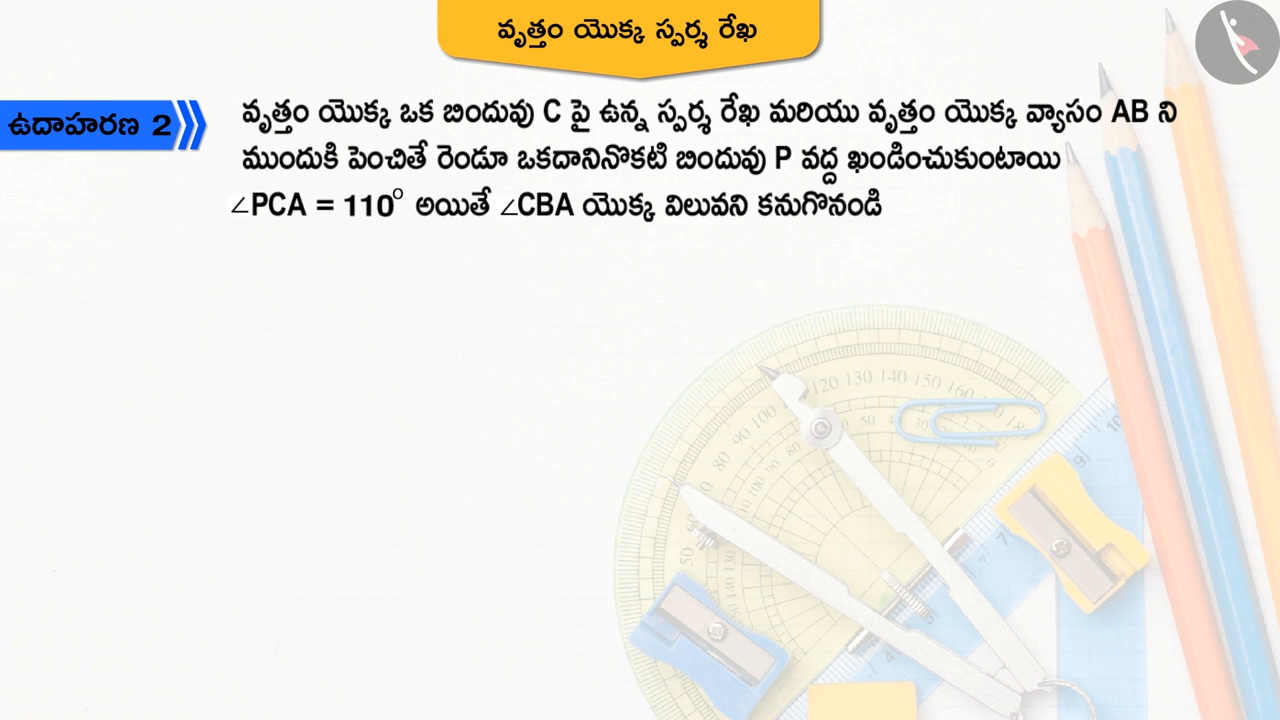 వృత్తం యొక్క స్పర్శ రేఖ
ఉదాహరణ 2
వృత్తం యొక్క ఒక బిందువు C పై ఉన్న స్పర్శ రేఖ మరియు వృత్తం యొక్క వ్యాసం AB ని
ముందుకి పెంచితే రెండూ ఒకదానినొకటి బిందువు P వద్ద ఖండించుకుంటాయి
∠PCA = 110° అయితే ∠CBA యొక్క విలువని కనుగొనండి